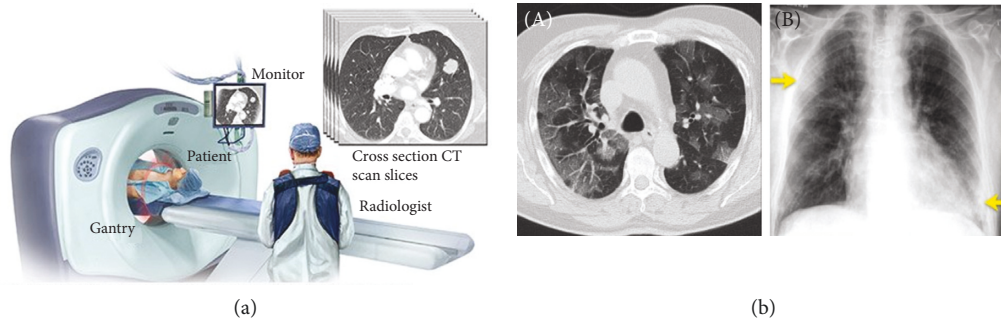 Monitor
Patient
Gantry
Cross section CT
scan slices
Radiologist
(a)
(A)
(B)
(b)